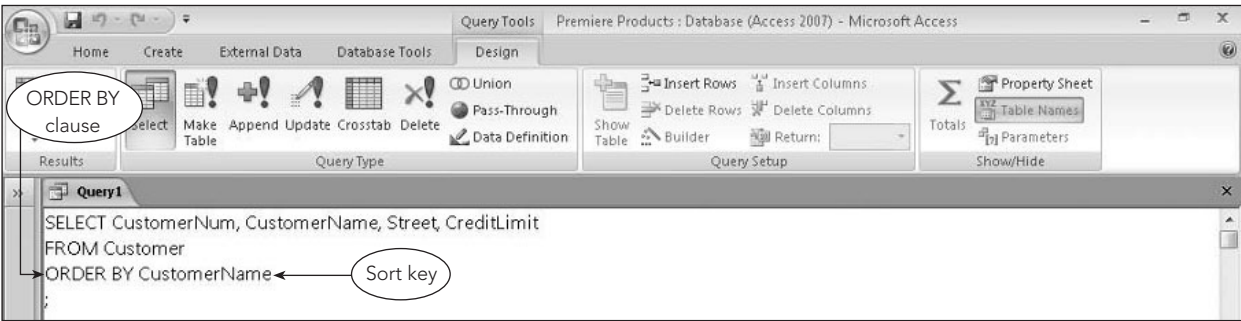 Query Tools Premiere Products : Database (Access 2007) - Microsoft Access
Home Create External Data Database Tools Design
ORDER BY
clause
Select
Make
Table
Append Update Crosstab Delete
Union
Pass-Through
Data Definition
Show
Table
Insert Rows
Delete Rows
Builder
Insert Columns
Delete Columns
Return:
Totals
Property Sheet
Table Names
Parameters
Results Query Type Query Setup Show/Hide
Query1
SELECT CustomerNum, CustomerName, Street, CreditLimit
FROM Customer
ORDER BY CustomerName
Sort key
;